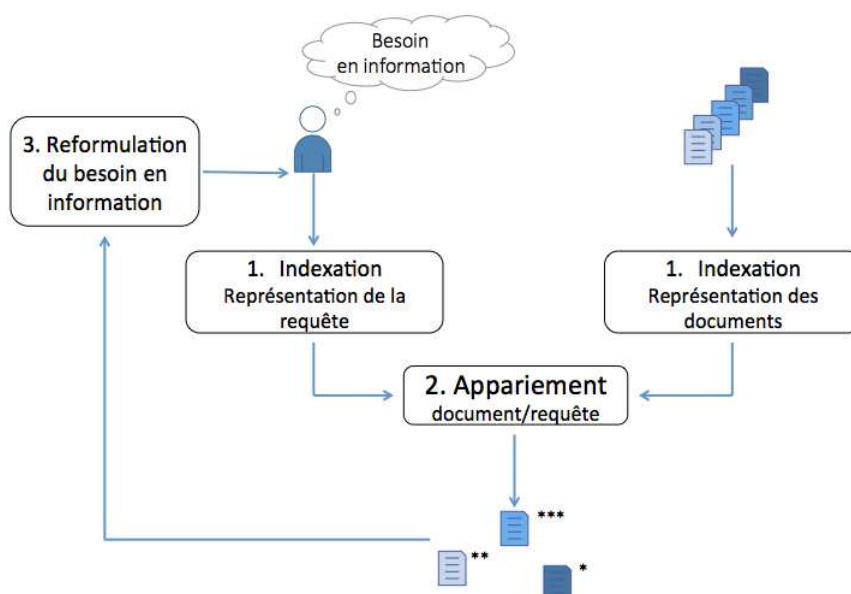 Besoin
en information
3. Reformulation
du besoin en
information
1. Indexation
Représentation de la
requête
1. Indexation
Représentation des
documents
2. Appariement
document/requête
***
**
*